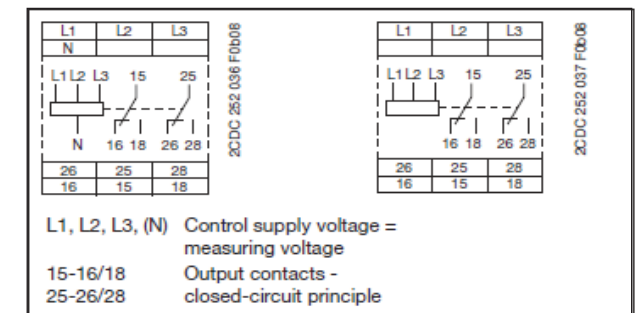 L1 L2 L3
N
L1 L2 L3 15 25
N 16 18 26 28
26 25 28
16 15 18
2CDC 252 036 F0b08
L1 L2 L3
L1 L2 L3 15 25
16 18 26 28
26 25 28
16 15 18
2CDC 252 037 F0b08
L1, L2, L3, (N) Control supply voltage =
measuring voltage
15-16/18 Output contacts -
25-26/28 closed-circuit principle